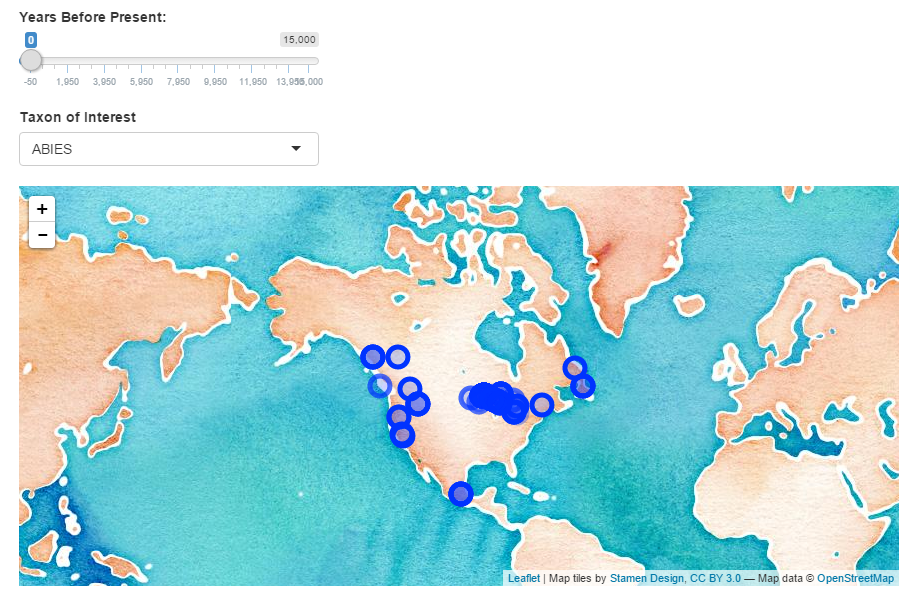 Years Before Present:
0 15,000
-50 1,950 3,950 5,950 7,950 9,950 11,950 13,950 15,000
Taxon of Interest
ABIES
+
−
Leaflet | Map tiles by Stamen Design, CC BY 3.0 — Map data © OpenStreetMap